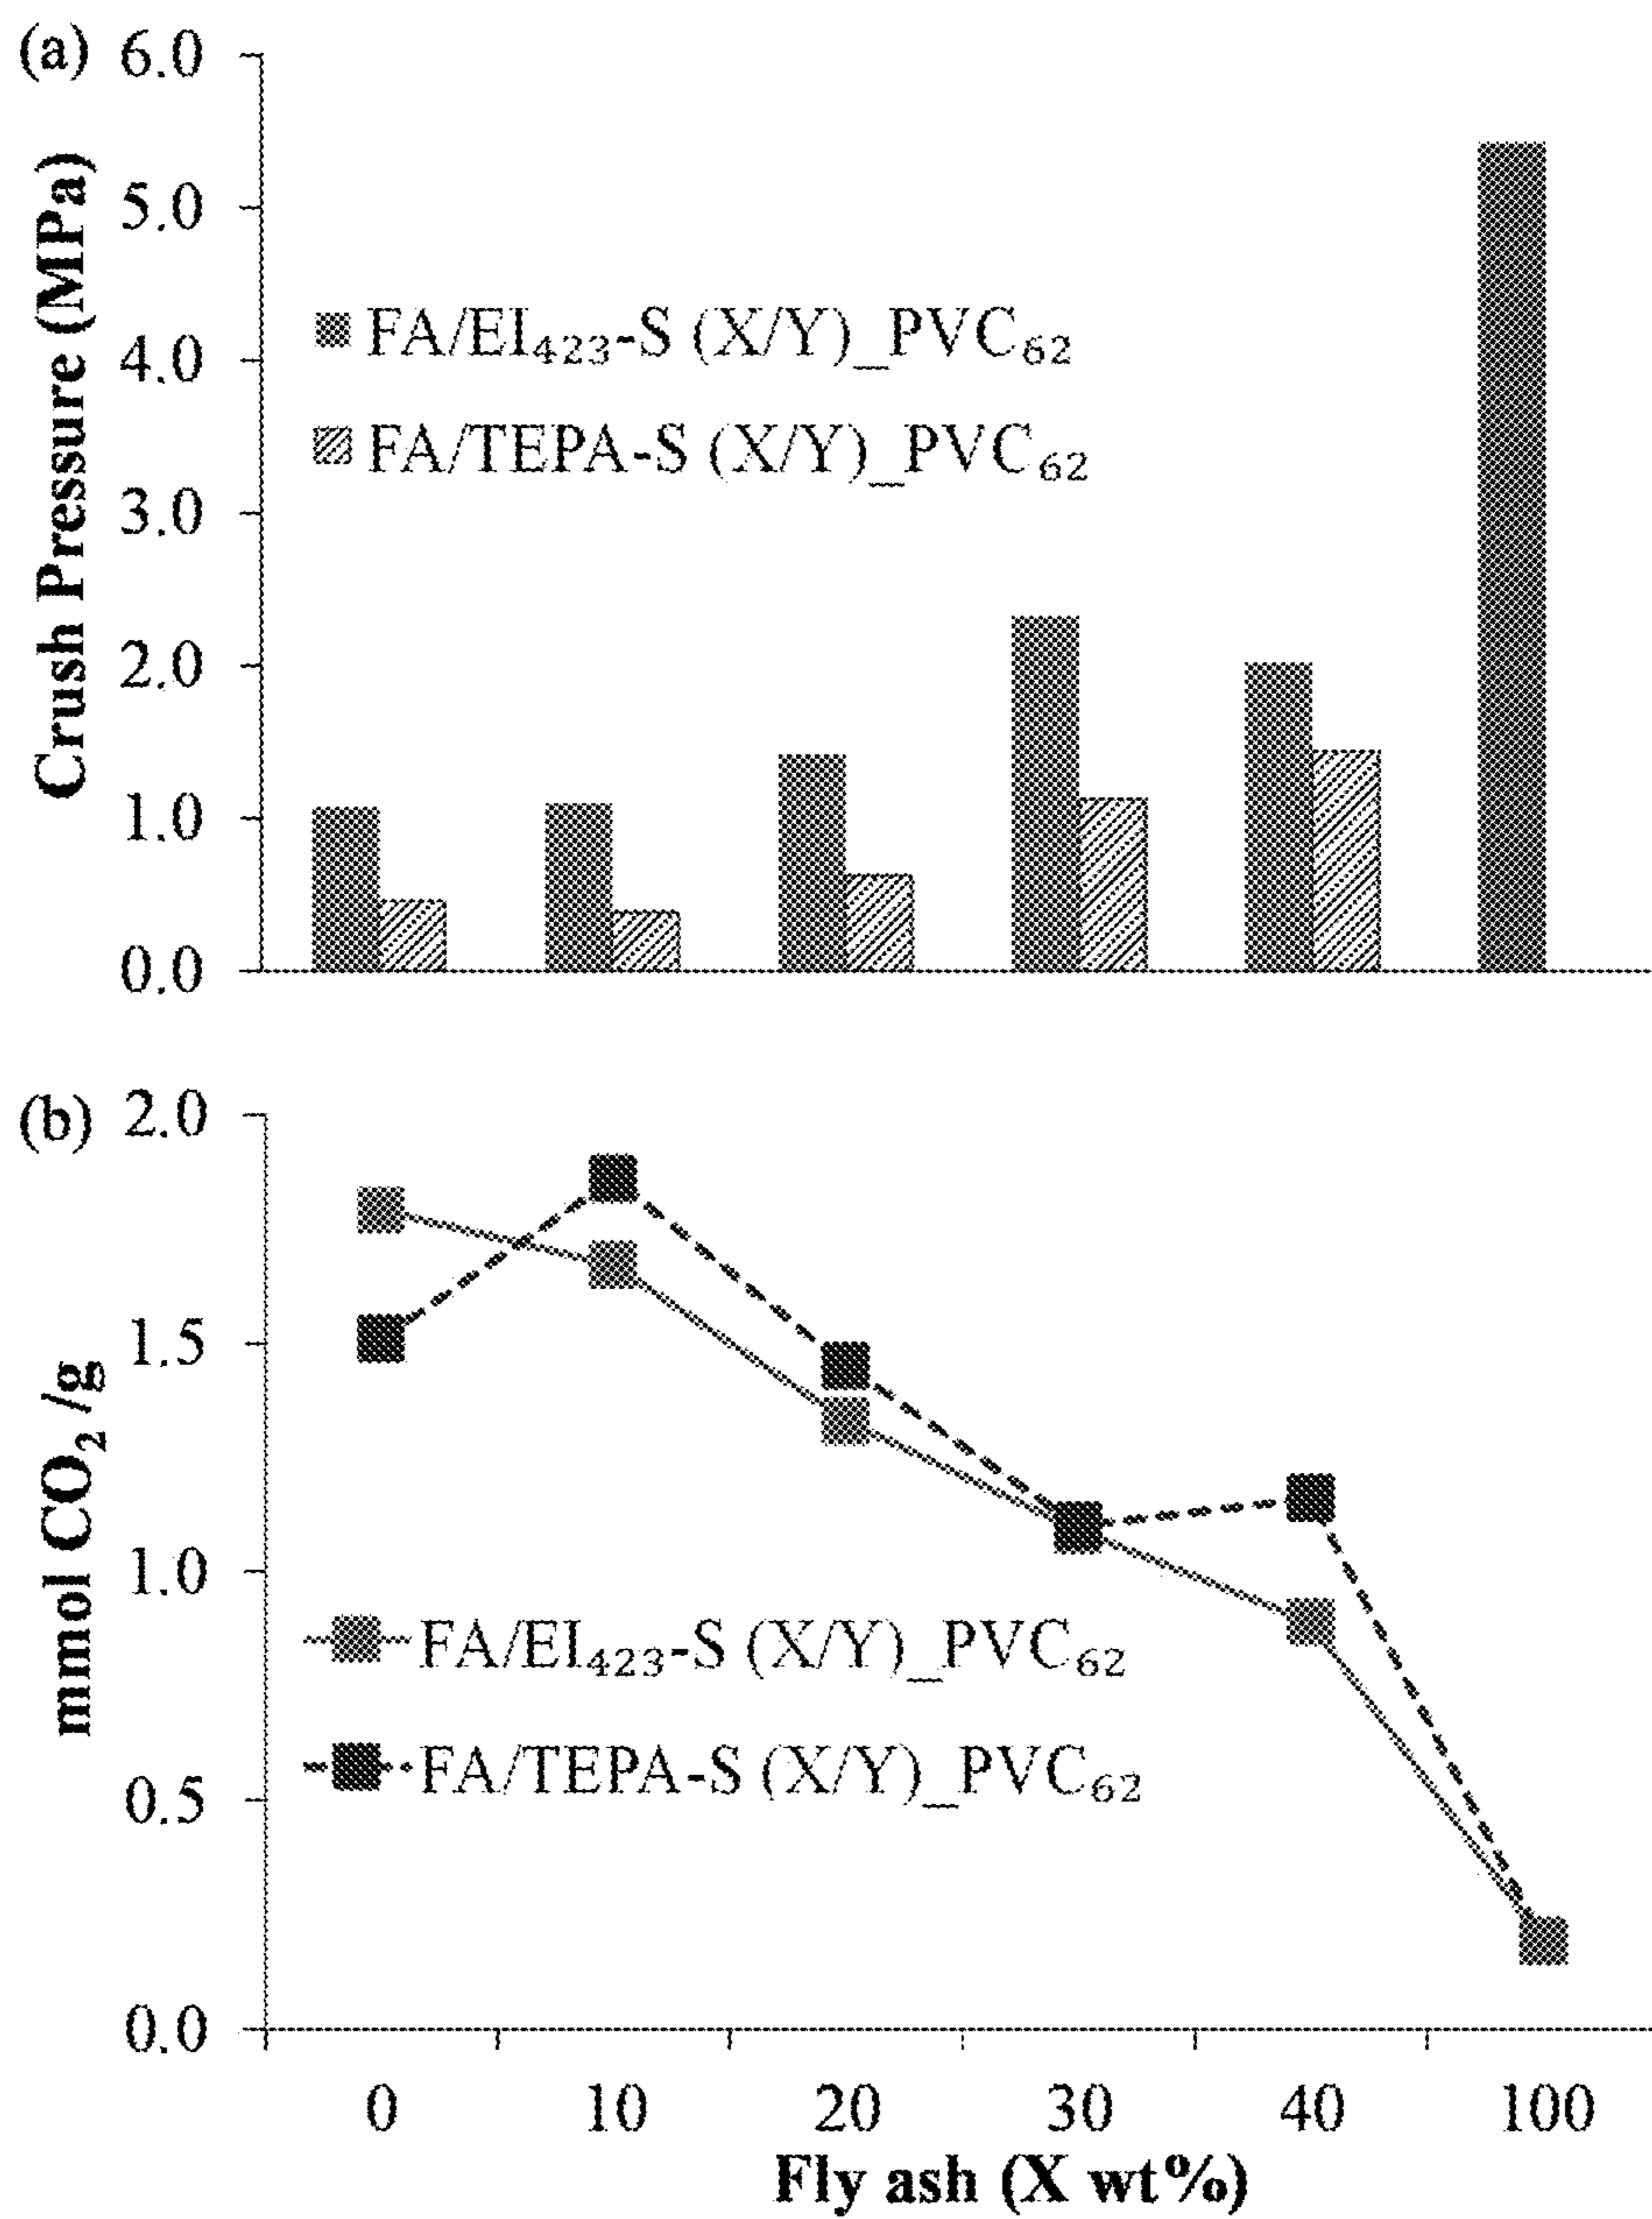 (a)
6.0
5.0
4.0
3.0
2.0
1.0
0.0
Crush Pressure (MPa)
FA/EI₄₂₃-S (X/Y)_PVC₆₂
FA/TEPA-S (X/Y)_PVC₆₂
(b)
2.0
1.5
1.0
0.5
0.0
mmol CO₂/g
FA/EI₄₂₃-S (X/Y)_PVC₆₂
FA/TEPA-S (X/Y)_PVC₆₂
0 10 20 30 40 100
Fly ash (X wt%)